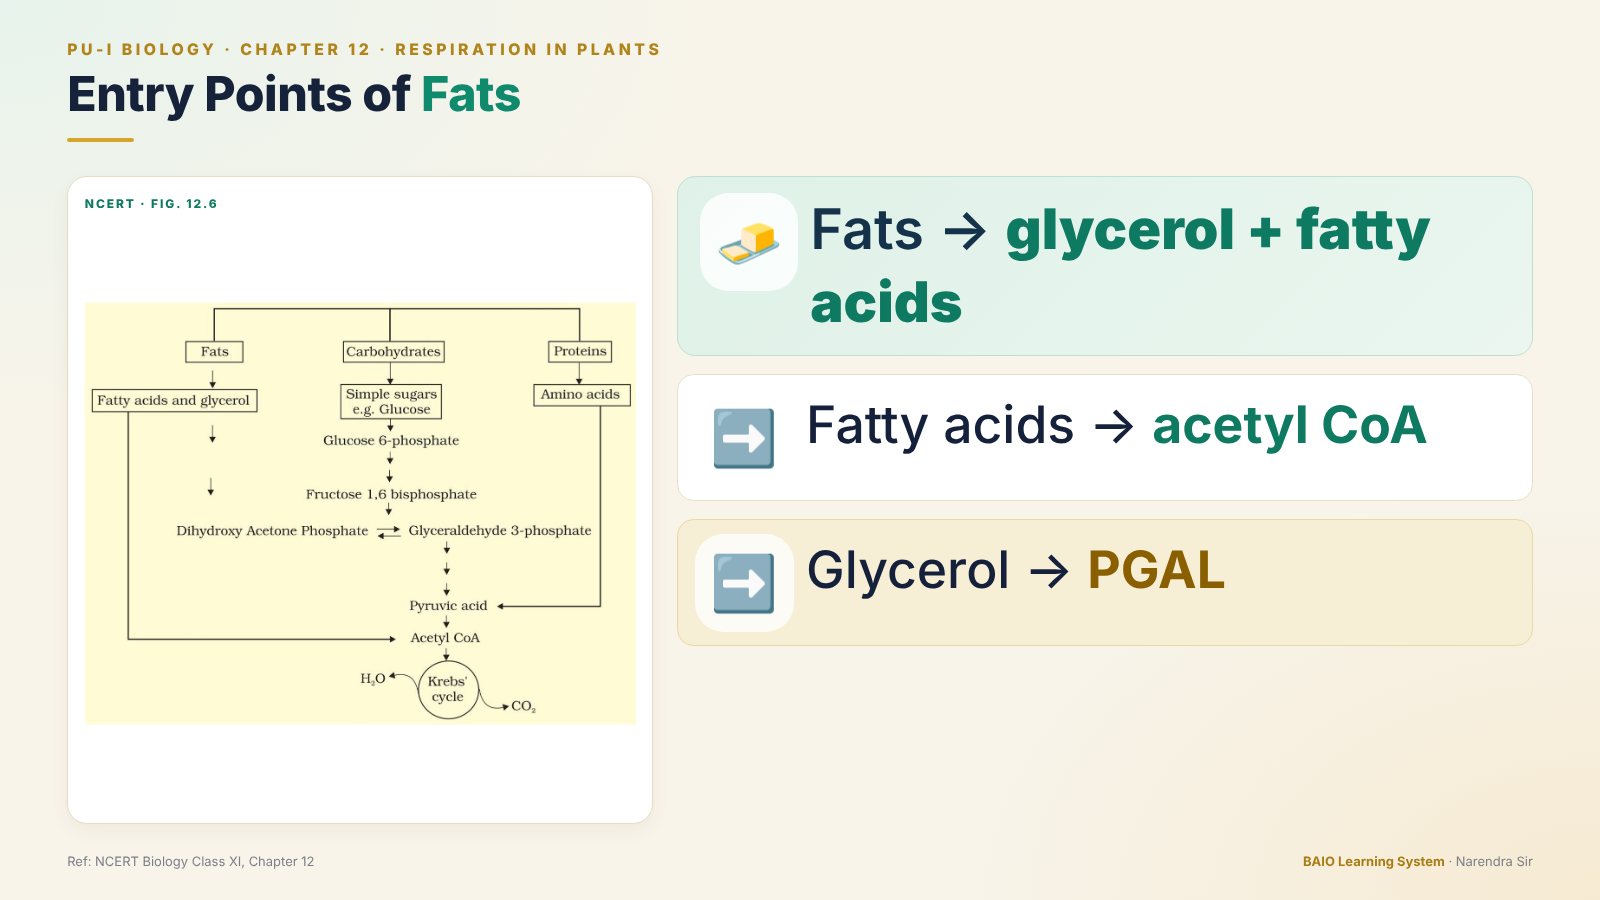 PU-I BIOLOGY · CHAPTER 12 · RESPIRATION IN PLANTS
Entry Points of Fats
NCERT · FIG. 12.6
Fats
Carbohydrates
Proteins
Fatty acids and glycerol
Simple sugars
e.g. Glucose
Amino acids
Glucose 6-phosphate
Fructose 1,6 bisphosphate
Dihydroxy Acetone Phosphate
Glyceraldehyde 3-phosphate
Pyruvic acid
Acetyl CoA
H₂O
Krebs'
cycle
CO₂
Fats → glycerol + fatty
acids
Fatty acids → acetyl CoA
Glycerol → PGAL
Ref: NCERT Biology Class XI, Chapter 12
BAIO Learning System · Narendra Sir